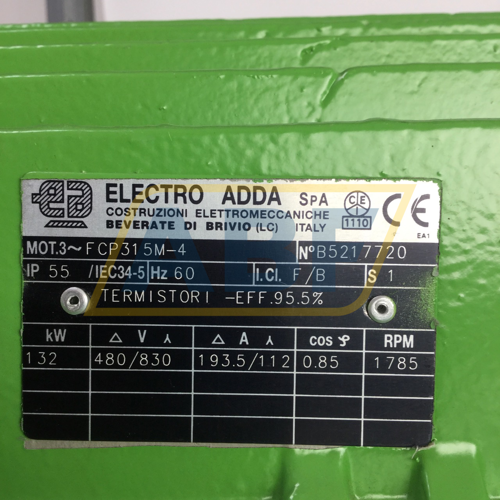 ELECTRO ADDA SPA
COSTRUZIONI ELETTROMECCANICHE
BEVERATE DI BRIVIO (LC) ITALY
CE 1110 CE
EA1
MOT.3~ FCP315M-4 N° B5217720
IP 55 /IEC34-5 Hz 60 I.Cl. F/B S 1
TERMISTORI -EFF.95.5%
kW Δ V ⅄ Δ A ⅄ cos φ RPM
132 480/830 193.5/112 0.85 1785